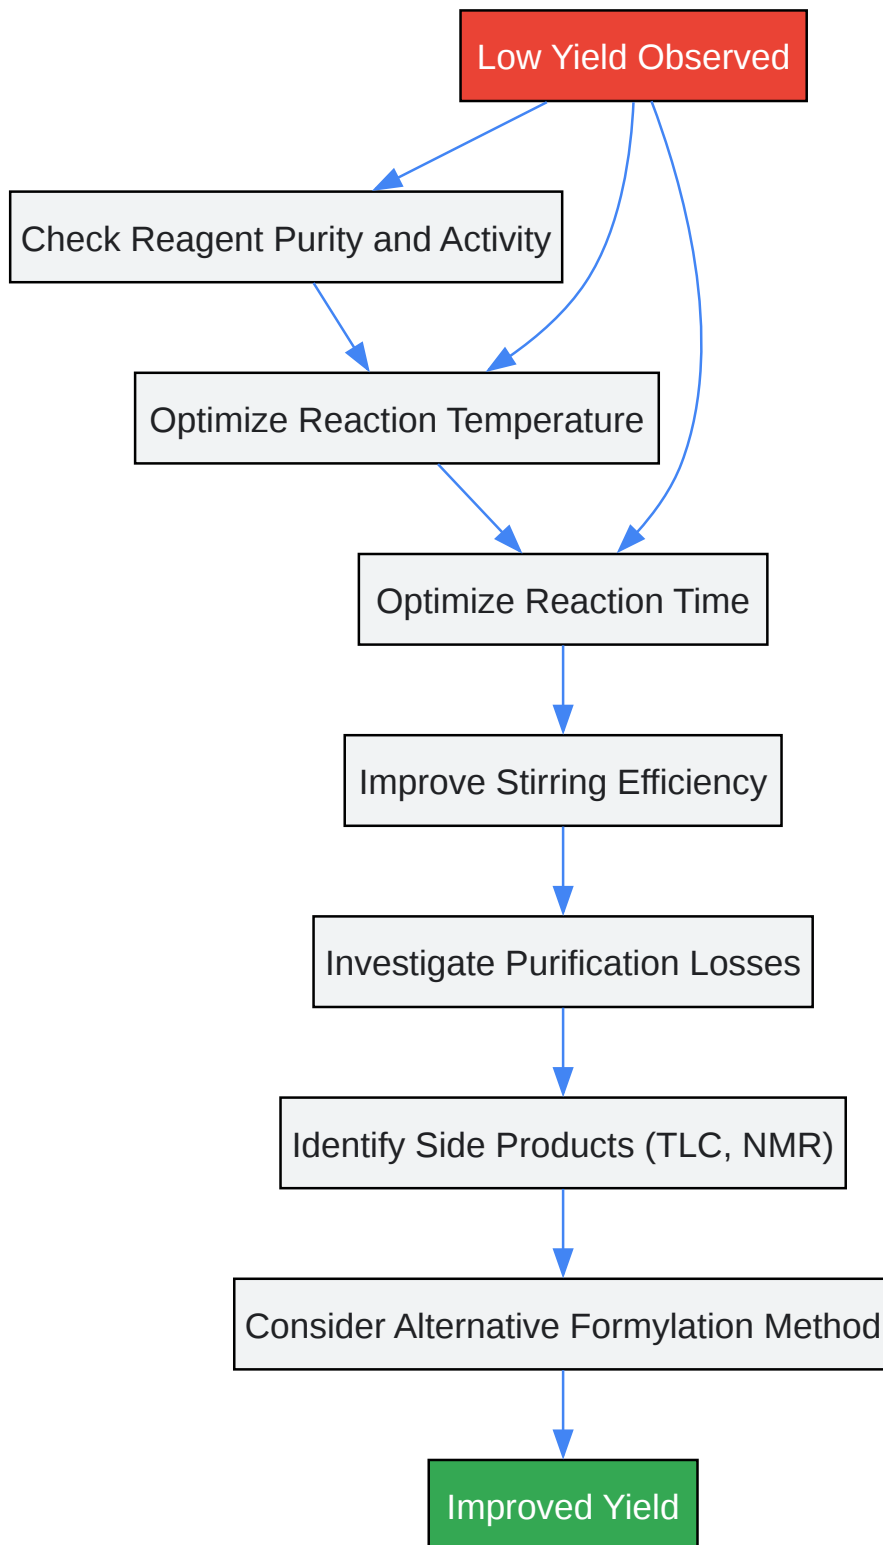 Low Yield Observed
Check Reagent Purity and Activity
Optimize Reaction Temperature
Optimize Reaction Time
Improve Stirring Efficiency
Investigate Purification Losses
Identify Side Products (TLC, NMR)
Consider Alternative Formylation Method
Improved Yield